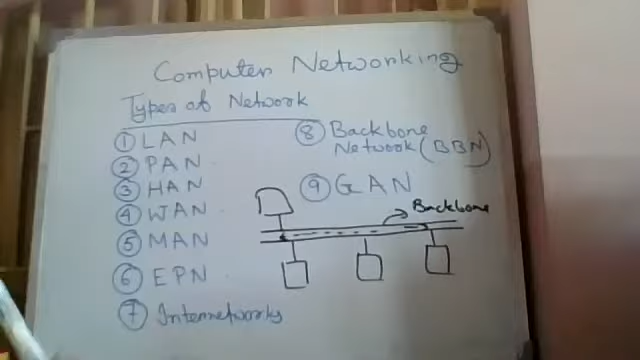 Computer Networking
Types of Network
① LAN
② PAN
③ HAN
④ WAN
⑤ MAN
⑥ EPN
⑦ Internetworks
⑧ Backbone
Network (BBN)
⑨ GAN
Backbone